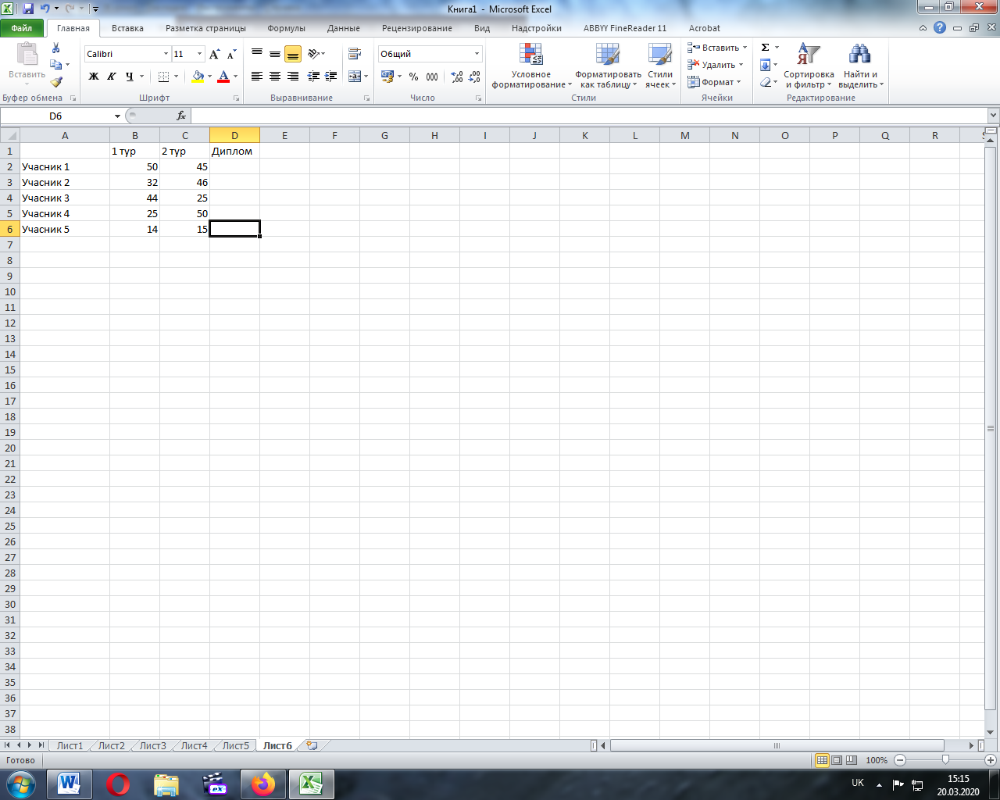 Книга1 - Microsoft Excel
Файл Главная Вставка Разметка страницы Формулы Данные Рецензирование Вид Надстройки ABBYY FineReader 11 Acrobat
Вставить
Calibri 11
Ж К Ч
Общий
% 000
Условное форматирование
Форматировать как таблицу
Стили ячеек
Вставить
Удалить
Формат
Σ
Сортировка и фильтр
Найти и выделить
Буфер обмена Шрифт Выравнивание Число Стили Ячейки Редактирование
D6 fx
A B C D E F G H I J K L M N O P Q R S
1 1 тур 2 тур Диплом
2 Учасник 1 50 45
3 Учасник 2 32 46
4 Учасник 3 44 25
5 Учасник 4 25 50
6 Учасник 5 14 15
7
8
9
10
11
12
13
14
15
16
17
18
19
20
21
22
23
24
25
26
27
28
29
30
31
32
33
34
35
36
37
38
Лист1 Лист2 Лист3 Лист4 Лист5 Лист6
Готово 100%
UK 15:15
20.03.2020